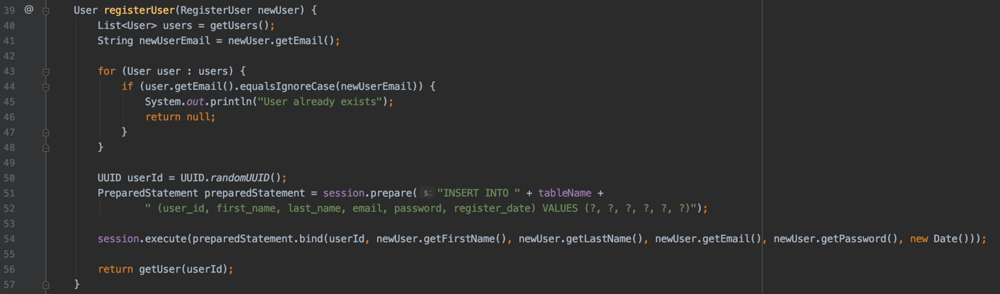 39 @ User registerUser(RegisterUser newUser) {
40 List<User> users = getUsers();
41 String newUserEmail = newUser.getEmail();
42
43 for (User user : users) {
44 if (user.getEmail().equalsIgnoreCase(newUserEmail)) {
45 System.out.println("User already exists");
46 return null;
47 }
48 }
49
50 UUID userId = UUID.randomUUID();
51 PreparedStatement preparedStatement = session.prepare( s: "INSERT INTO " + tableName +
52 " (user_id, first_name, last_name, email, password, register_date) VALUES (?, ?, ?, ?, ?, ?)");
53
54 session.execute(preparedStatement.bind(userId, newUser.getFirstName(), newUser.getLastName(), newUser.getEmail(), newUser.getPassword(), new Date()));
55
56 return getUser(userId);
57 }